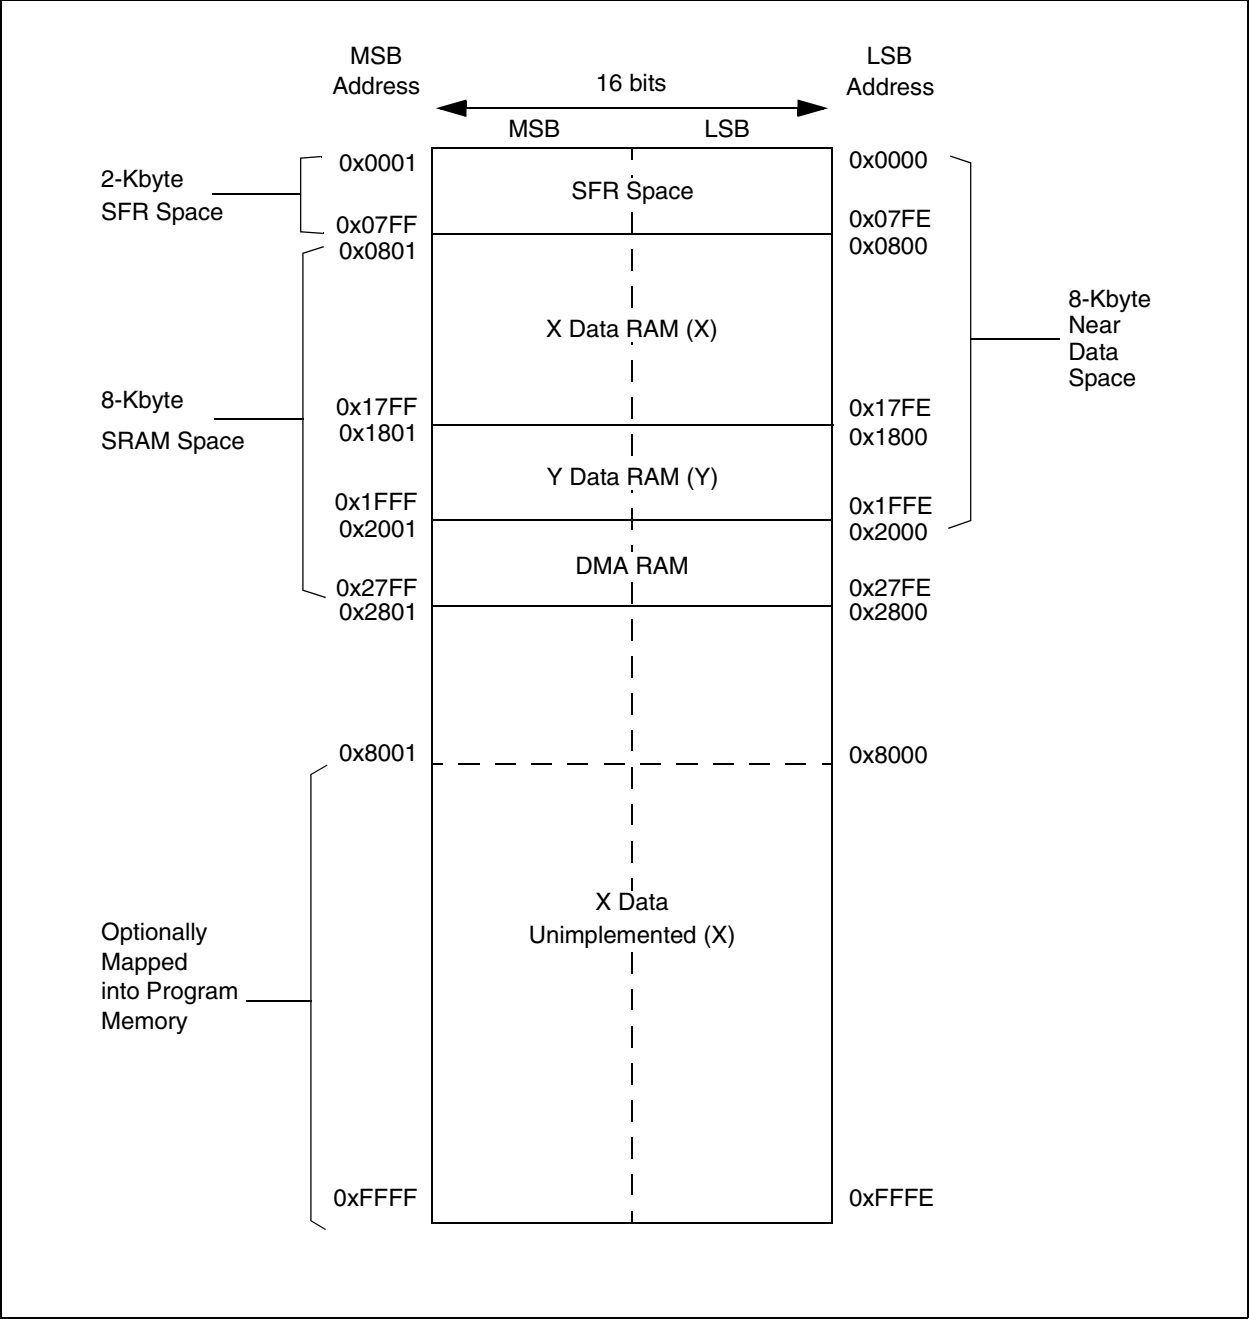 MSB
Address
LSB
Address
16 bits
MSB
LSB
0x0001
0x0000
2-Kbyte
SFR Space
SFR Space
0x07FF
0x07FE
0x0801
0x0800
X Data RAM (X)
8-Kbyte
Near
Data
Space
8-Kbyte
SRAM Space
0x17FF
0x17FE
0x1801
0x1800
Y Data RAM (Y)
0x1FFF
0x1FFE
0x2001
0x2000
DMA RAM
0x27FF
0x27FE
0x2801
0x2800
0x8001
0x8000
X Data
Unimplemented (X)
Optionally
Mapped
into Program
Memory
0xFFFF
0xFFFE